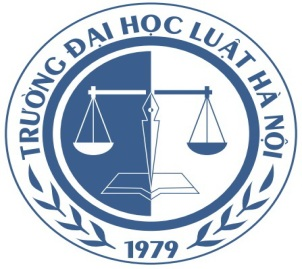 TRƯỜNG ĐẠI HỌC LUẬT HÀ NỘI
1979